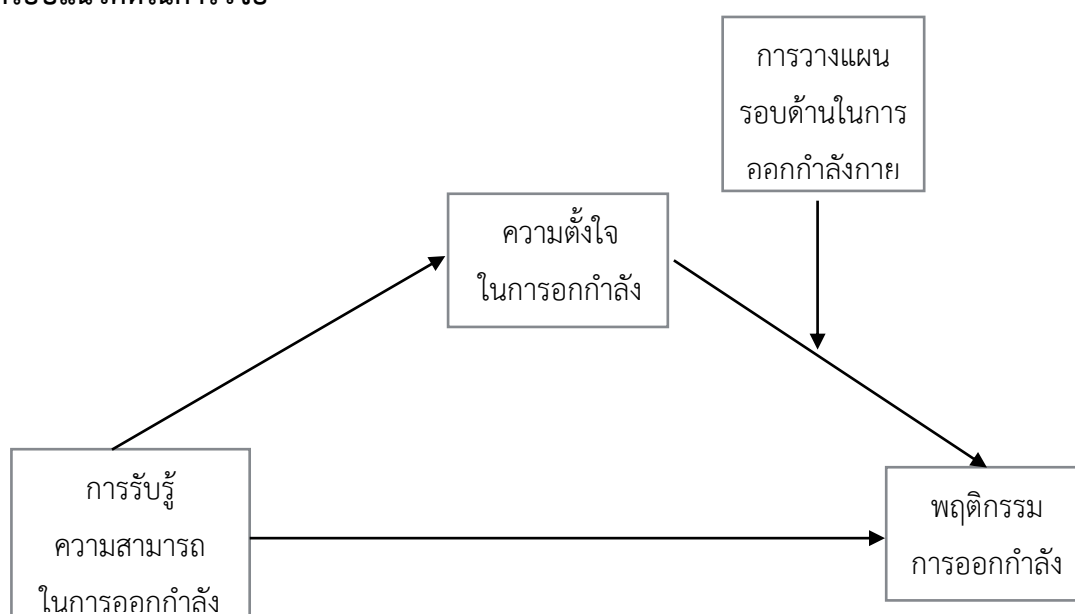 การวางแผน
รอบด้านในการ
ออกกำลังกาย
ความตั้งใจ
ในการอกกำลัง
การรับรู้
ความสามารถ
ในการออกกำลัง
พฤติกรรม
การออกกำลัง